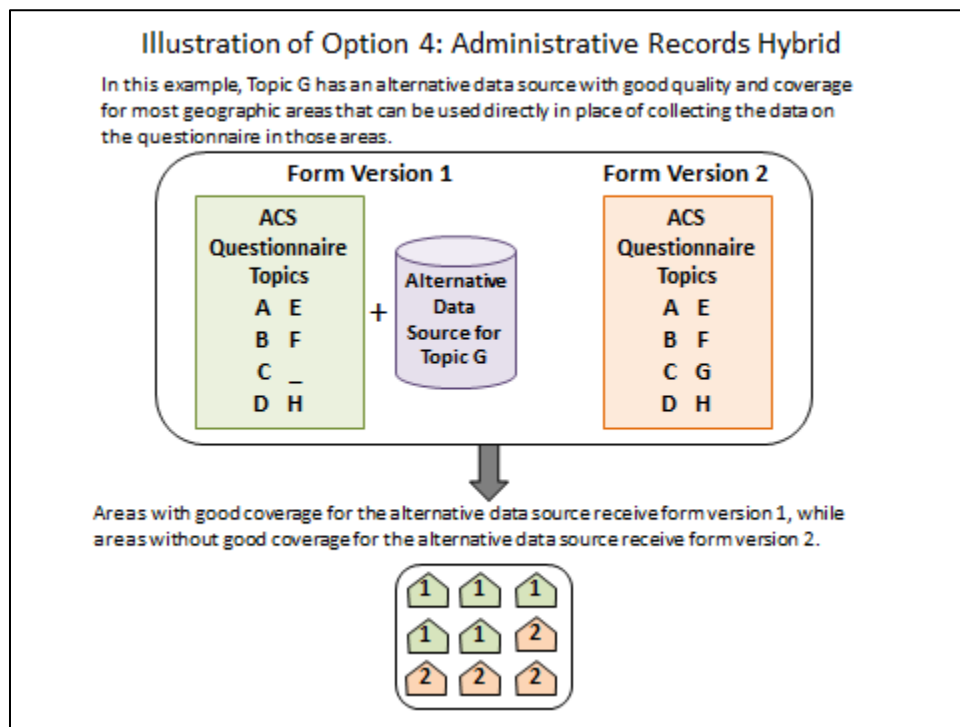 Illustration of Option 4: Administrative Records Hybrid
In this example, Topic G has an alternative data source with good quality and coverage
for most geographic areas that can be used directly in place of collecting the data on
the questionnaire in those areas.
Form Version 1
ACS
Questionnaire
Topics
A E
B F
C _
D H
+
Alternative
Data
Source for
Topic G
Form Version 2
ACS
Questionnaire
Topics
A E
B F
C G
D H
Areas with good coverage for the alternative data source receive form version 1, while
areas without good coverage for the alternative data source receive form version 2.
1 1 1
1 1 2
2 2 2